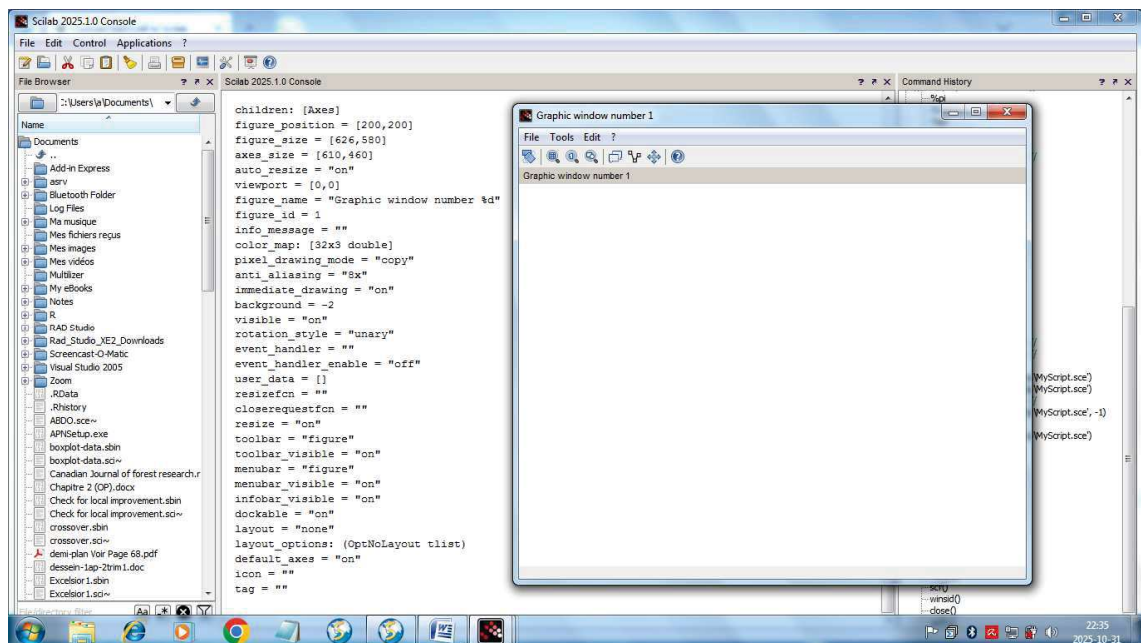 Scilab 2025.1.0 Console
File Edit Control Applications ?
File Browser
:\Users\a\Documents\
Name
Documents
..
Add-in Express
asrv
Bluetooth Folder
Log Files
Ma musique
Mes fichiers reçus
Mes images
Mes vidéos
Multilizer
My eBooks
Notes
R
RAD Studio
Rad_Studio_XE2_Downloads
Screencast-O-Matic
Visual Studio 2005
Zoom
.RData
.Rhistory
ABDO.sce~
APNSetup.exe
boxplot-data.sbin
boxplot-data.sci~
Canadian Journal of forest research.r
Chapitre 2 (OP).docx
Check for local improvement.sbin
Check for local improvement.sci~
crossover.sbin
crossover.sci~
demi-plan Voir Page 68.pdf
dessein-1ap-2trim1.doc
Excelsior1.sbin
Excelsior1.sci~
File/directory filter
Aa
.*
Scilab 2025.1.0 Console
children: [Axes]
figure_position = [200,200]
figure_size = [626,580]
axes_size = [610,460]
auto_resize = "on"
viewport = [0,0]
figure_name = "Graphic window number %d"
figure_id = 1
info_message = ""
color_map: [32x3 double]
pixel_drawing_mode = "copy"
anti_aliasing = "8x"
immediate_drawing = "on"
background = -2
visible = "on"
rotation_style = "unary"
event_handler = ""
event_handler_enable = "off"
user_data = []
resizefcn = ""
closerequestfcn = ""
resize = "on"
toolbar = "figure"
toolbar_visible = "on"
menubar = "figure"
menubar_visible = "on"
infobar_visible = "on"
dockable = "on"
layout = "none"
layout_options: (OptNoLayout tlist)
default_axes = "on"
icon = ""
tag = ""
Graphic window number 1
File Tools Edit ?
Graphic window number 1
Command History
%pi
MyScript.sce')
MyScript.sce')
MyScript.sce', -1)
MyScript.sce')
scf()
winsid()
close()
22:35
2025-10-31